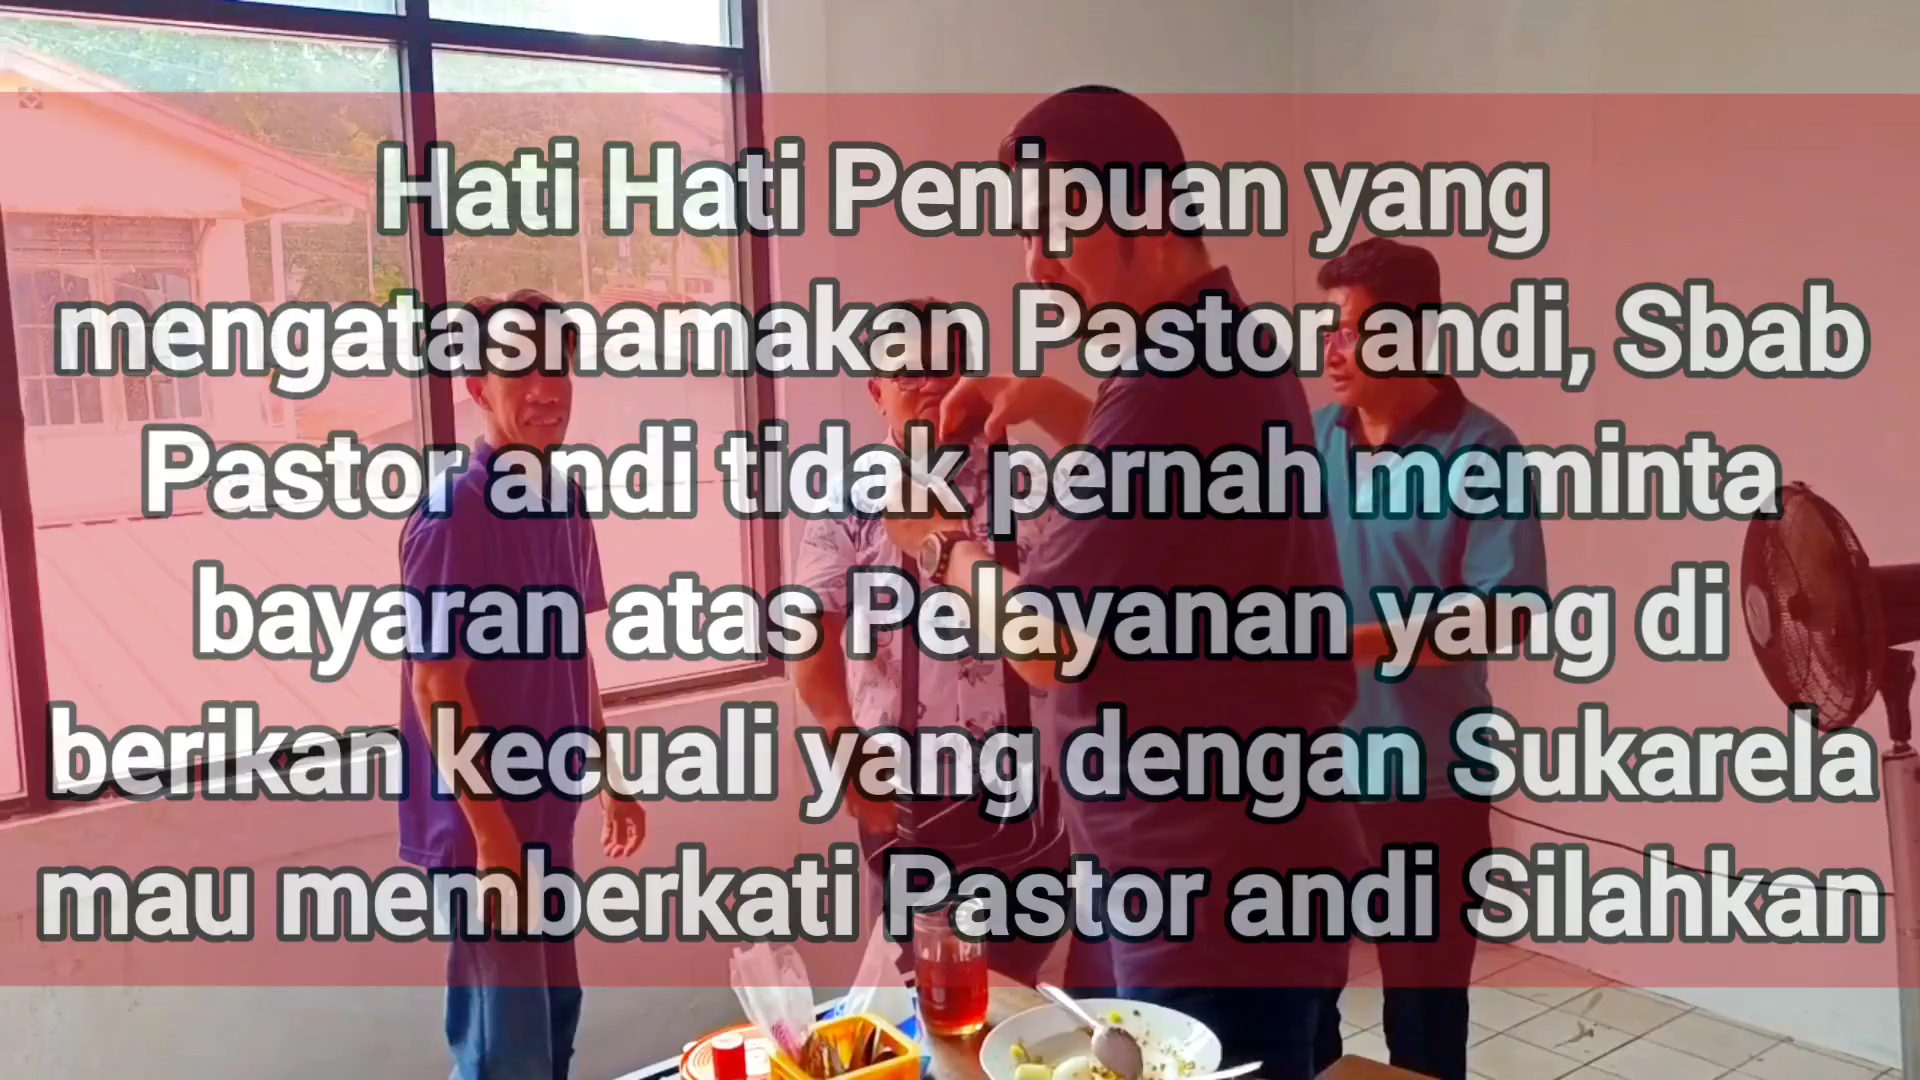 Hati Hati Penipuan yang
mengatasnamakan Pastor andi, Sbab
Pastor andi tidak pernah meminta
bayaran atas Pelayanan yang di
berikan kecuali yang dengan Sukarela
mau memberkati Pastor andi Silahkan